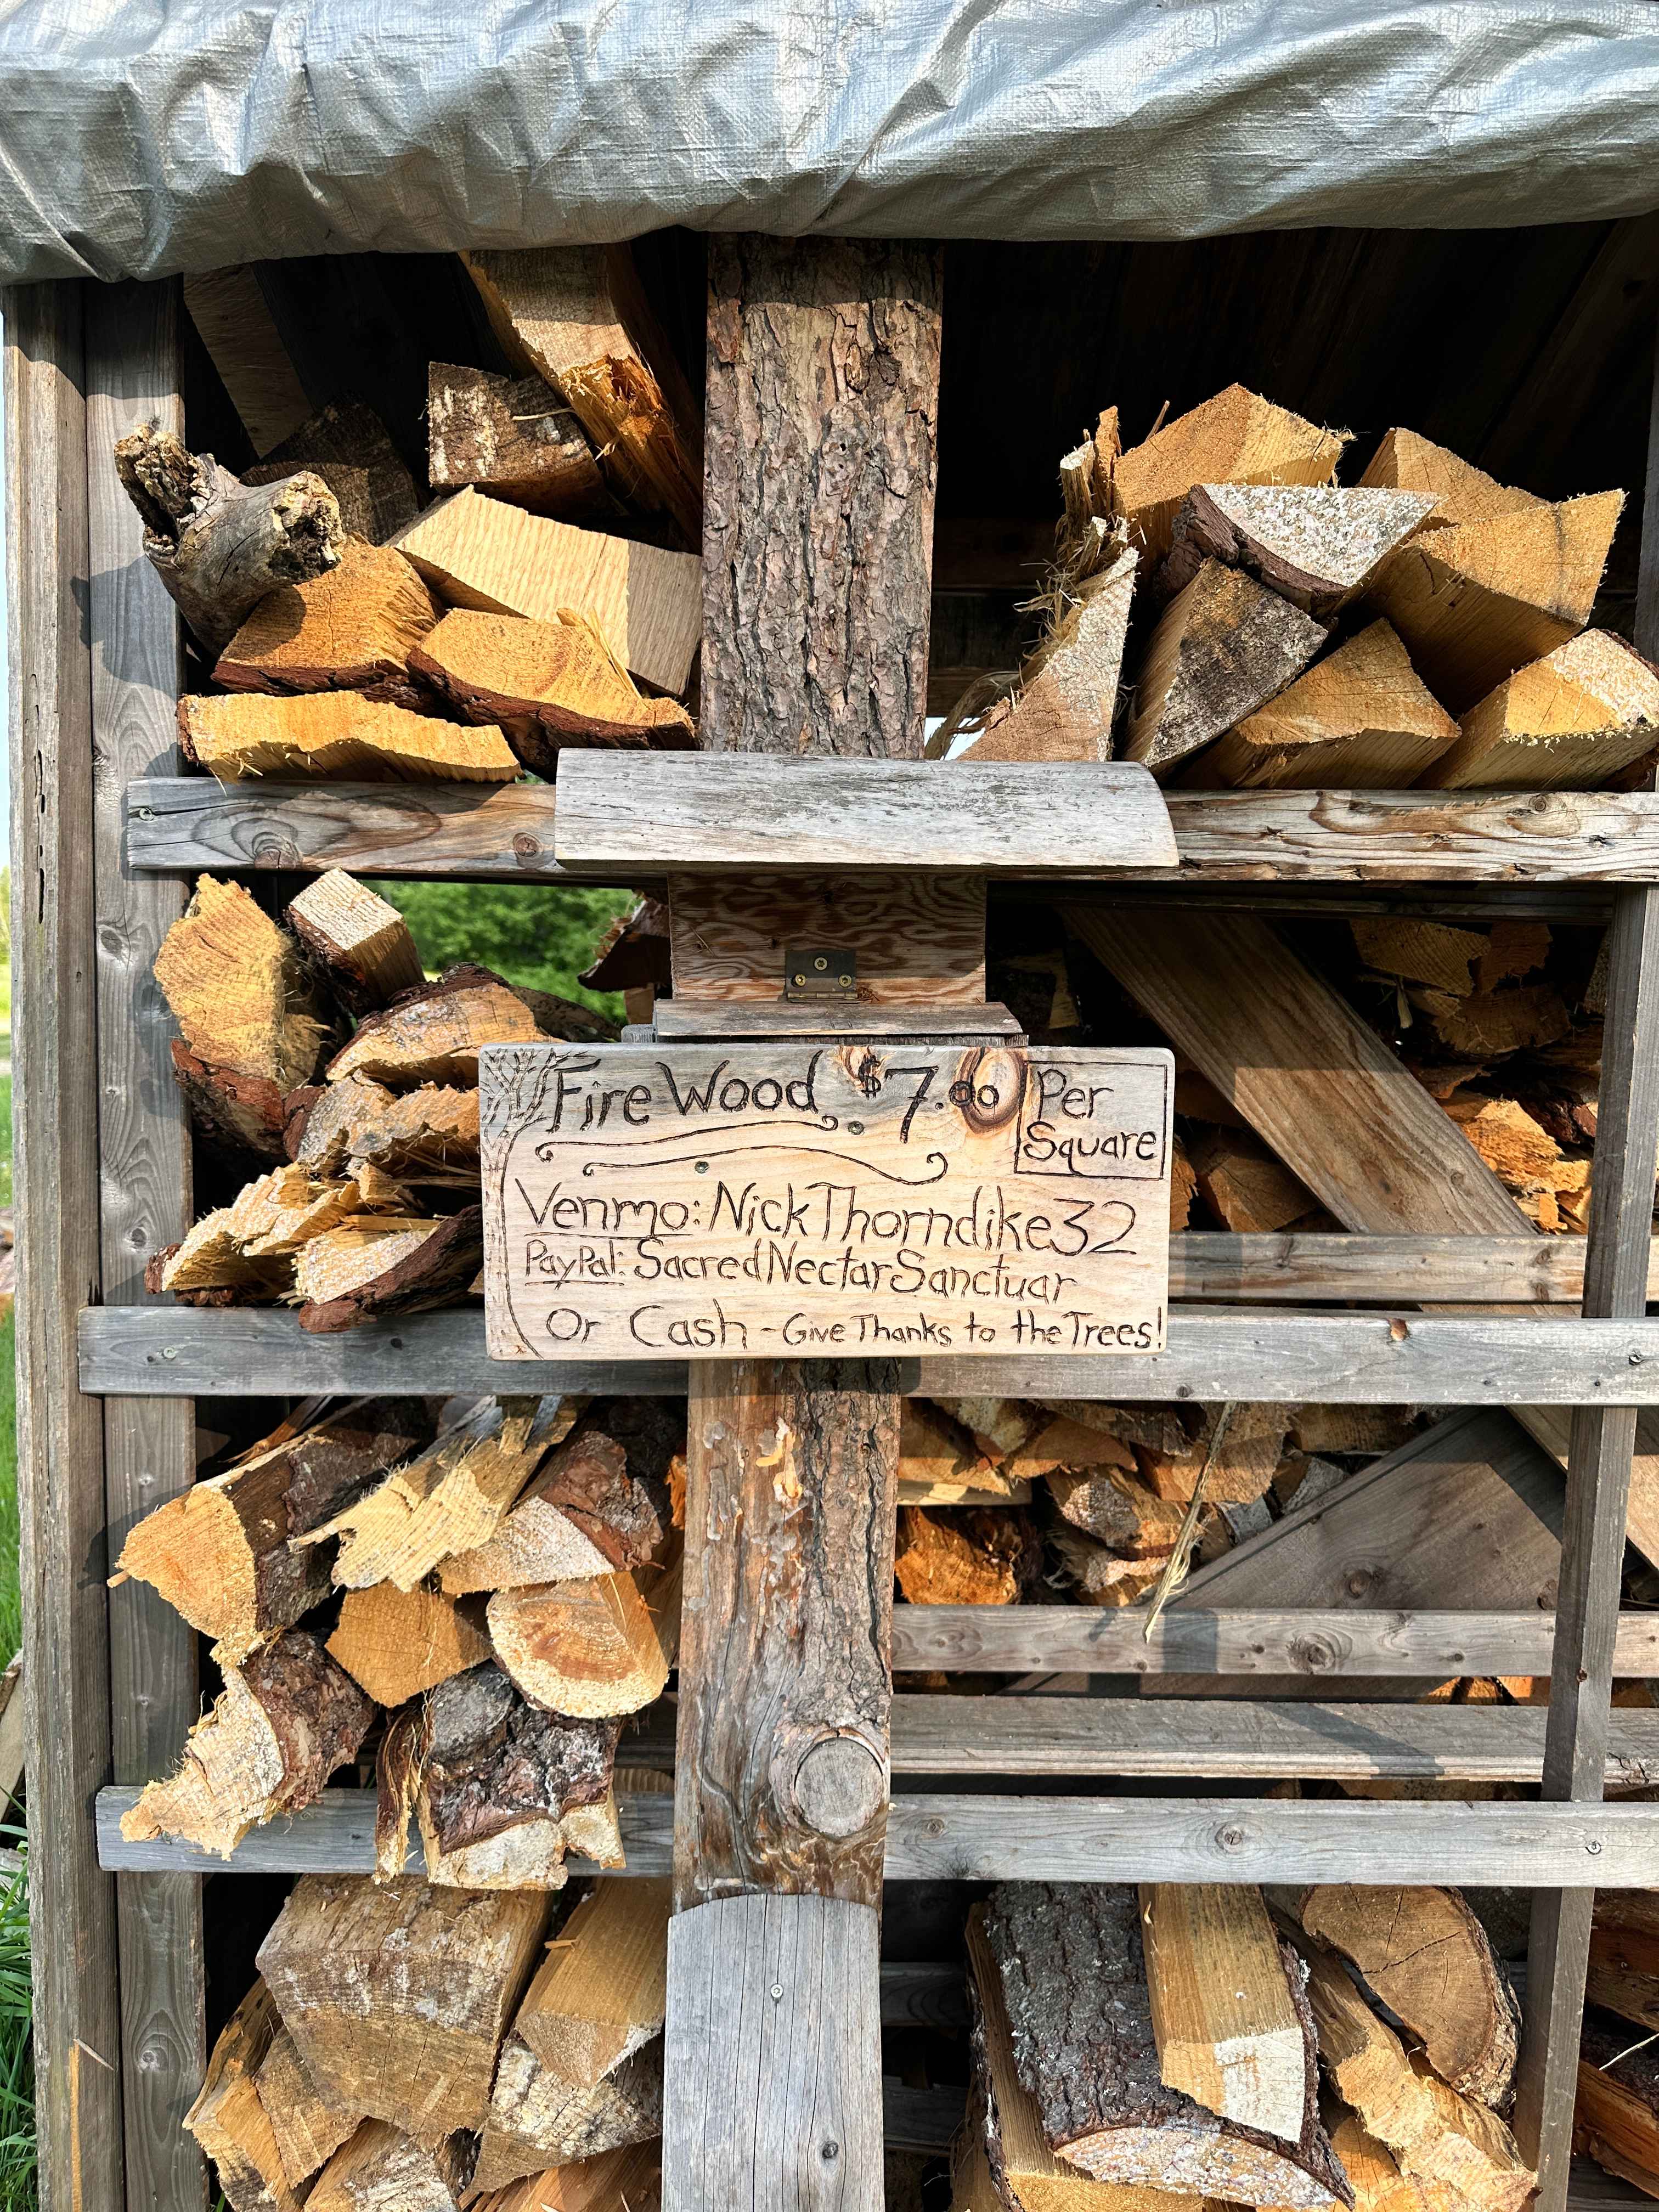 Fire Wood $7.00 Per
Square
Venmo: NickThorndike32
PayPal: SacredNectarSanctuar
Or Cash - Give Thanks to the Trees!